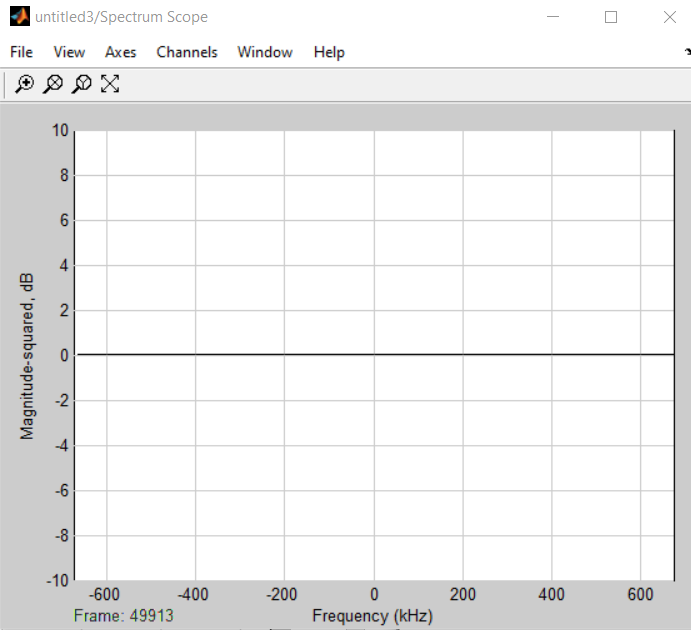 untitled3/Spectrum Scope
File View Axes Channels Window Help
10
8
6
4
2
0
-2
-4
-6
-8
-10
Magnitude-squared, dB
-600 -400 -200 0 200 400 600
Frame: 49913 Frequency (kHz)